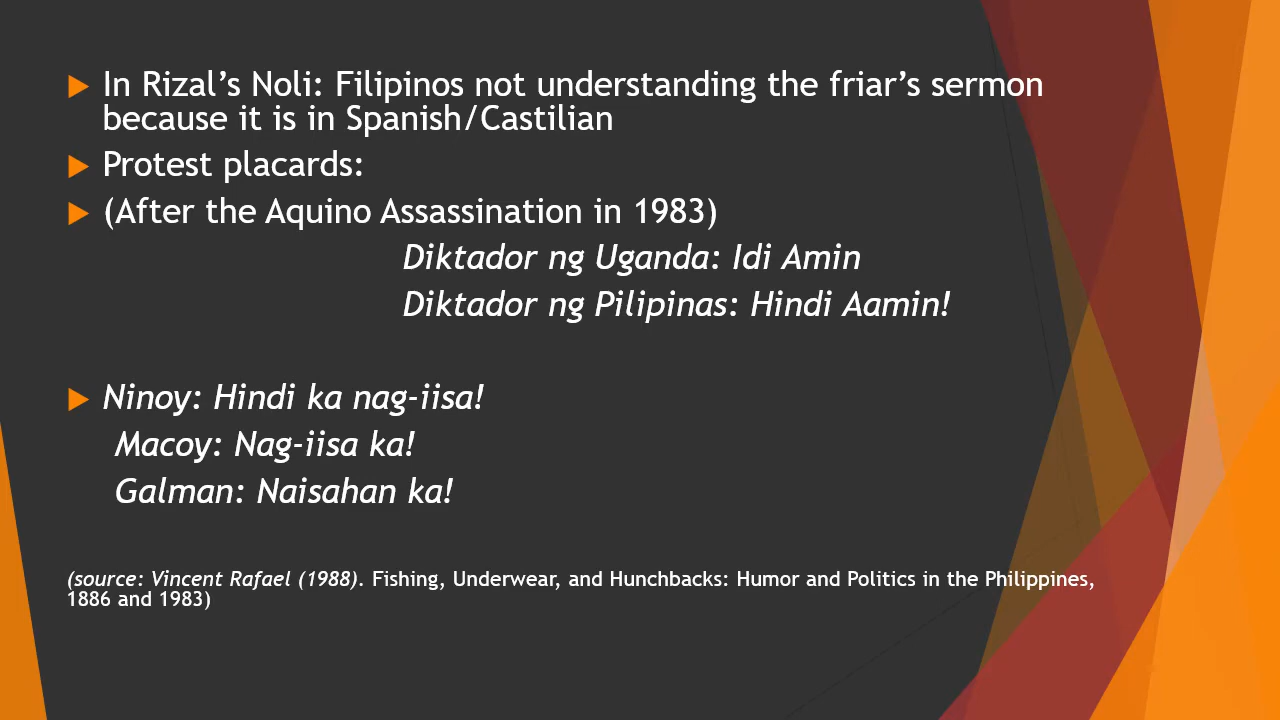 In Rizal’s Noli: Filipinos not understanding the friar’s sermon
because it is in Spanish/Castilian
Protest placards:
(After the Aquino Assassination in 1983)
Diktador ng Uganda: Idi Amin
Diktador ng Pilipinas: Hindi Aamin!
Ninoy: Hindi ka nag-iisa!
Macoy: Nag-iisa ka!
Galman: Naisahan ka!
(source: Vincent Rafael (1988). Fishing, Underwear, and Hunchbacks: Humor and Politics in the Philippines,
1886 and 1983)